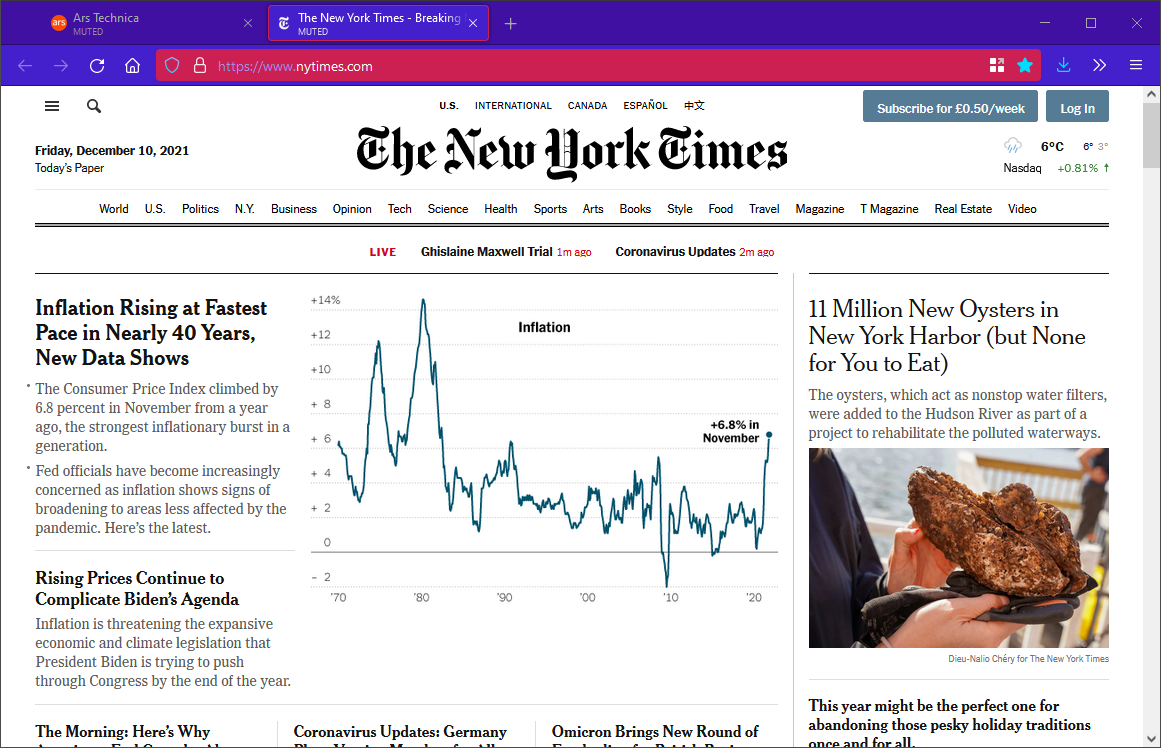 ars Ars Technica
MUTED
The New York Times - Breaking
MUTED
https://www.nytimes.com
U.S. INTERNATIONAL CANADA ESPAÑOL 中文
Subscribe for £0.50/week Log In
Friday, December 10, 2021
Today's Paper
The New York Times
6ºC 6° 3°
Nasdaq +0.81% ↑
World U.S. Politics N.Y. Business Opinion Tech Science Health Sports Arts Books Style Food Travel Magazine T Magazine Real Estate Video
LIVE Ghislaine Maxwell Trial 1m ago Coronavirus Updates 2m ago
Inflation Rising at Fastest
Pace in Nearly 40 Years,
New Data Shows
• The Consumer Price Index climbed by
6.8 percent in November from a year
ago, the strongest inflationary burst in a
generation.
• Fed officials have become increasingly
concerned as inflation shows signs of
broadening to areas less affected by the
pandemic. Here's the latest.
Rising Prices Continue to
Complicate Biden's Agenda
Inflation is threatening the expansive
economic and climate legislation that
President Biden is trying to push
through Congress by the end of the year.
+14%
+12
+10
+ 8
+ 6
+ 4
+ 2
0
– 2
Inflation
+6.8% in
November
'70 '80 '90 '00 '10 '20
11 Million New Oysters in
New York Harbor (but None
for You to Eat)
The oysters, which act as nonstop water filters,
were added to the Hudson River as part of a
project to rehabilitate the polluted waterways.
Dieu-Nalio Chéry for The New York Times
This year might be the perfect one for
abandoning those pesky holiday traditions
once and for all.
The Morning: Here's Why
Coronavirus Updates: Germany
Omicron Brings New Round of